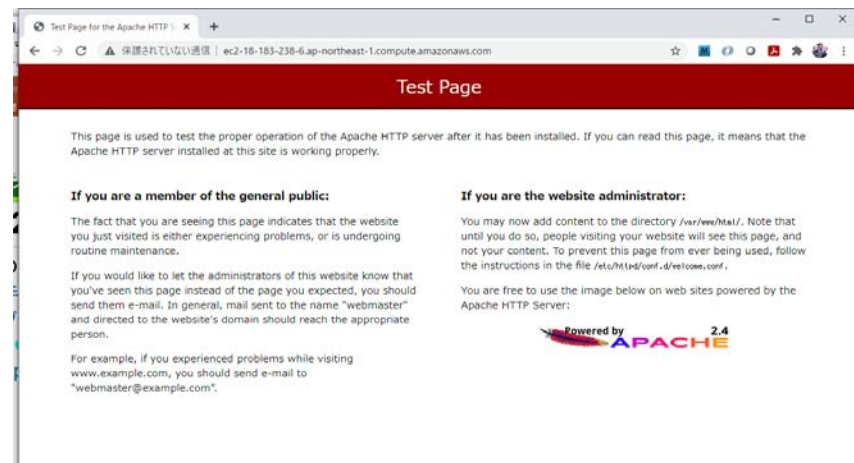 Test Page for the Apache HTTP S
保護されていない通信 | ec2-18-183-238-6.ap-northeast-1.compute.amazonaws.com
Test Page
This page is used to test the proper operation of the Apache HTTP server after it has been installed. If you can read this page, it means that the
Apache HTTP server installed at this site is working properly.
If you are a member of the general public:
The fact that you are seeing this page indicates that the website
you just visited is either experiencing problems, or is undergoing
routine maintenance.
If you would like to let the administrators of this website know that
you've seen this page instead of the page you expected, you should
send them e-mail. In general, mail sent to the name "webmaster"
and directed to the website's domain should reach the appropriate
person.
For example, if you experienced problems while visiting
www.example.com, you should send e-mail to
"webmaster@example.com".
If you are the website administrator:
You may now add content to the directory /var/www/html/. Note that
until you do so, people visiting your website will see this page, and
not your content. To prevent this page from ever being used, follow
the instructions in the file /etc/httpd/conf.d/welcome.conf.
You are free to use the image below on web sites powered by the
Apache HTTP Server:
Powered by 2.4
APACHE